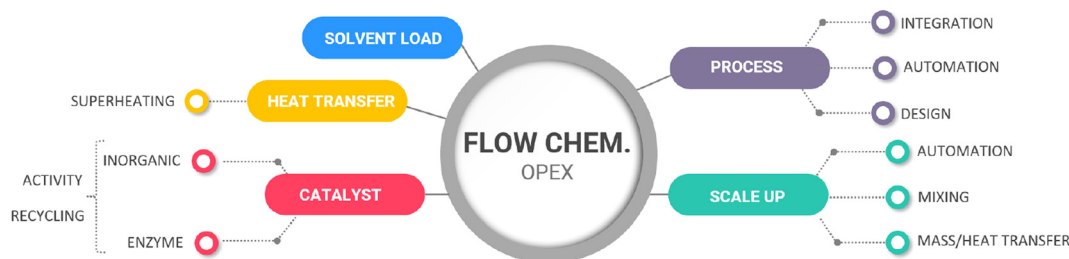 SOLVENT LOAD
HEAT TRANSFER
SUPERHEATING
CATALYST
INORGANIC
ENZYME
ACTIVITY
RECYCLING
FLOW CHEM.
OPEX
PROCESS
INTEGRATION
AUTOMATION
DESIGN
SCALE UP
AUTOMATION
MIXING
MASS/HEAT TRANSFER